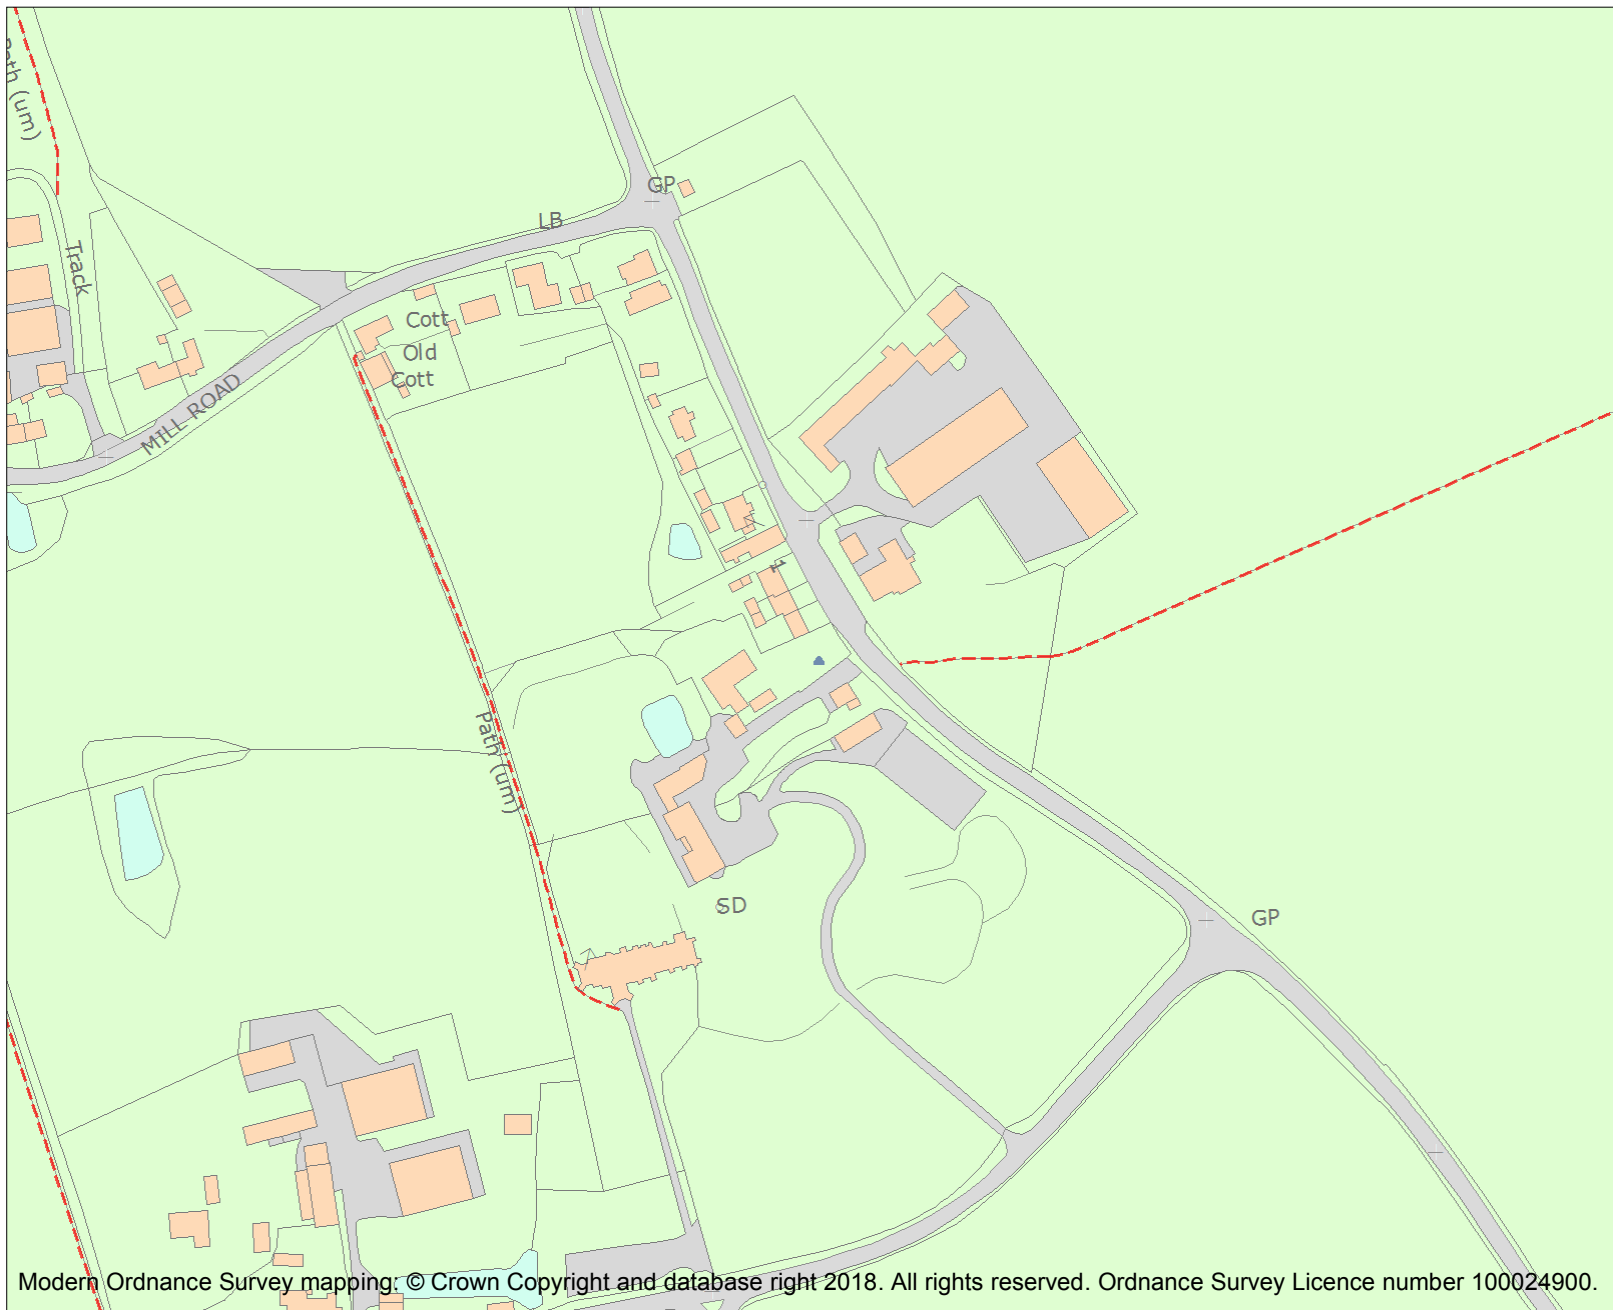 Path (um)
GP
LB
Track
Cott
Old
Cott
MILL ROAD
1
Path (um)
SD
GP
Modern Ordnance Survey mapping: © Crown Copyright and database right 2018. All rights reserved. Ordnance Survey Licence number 100024900.